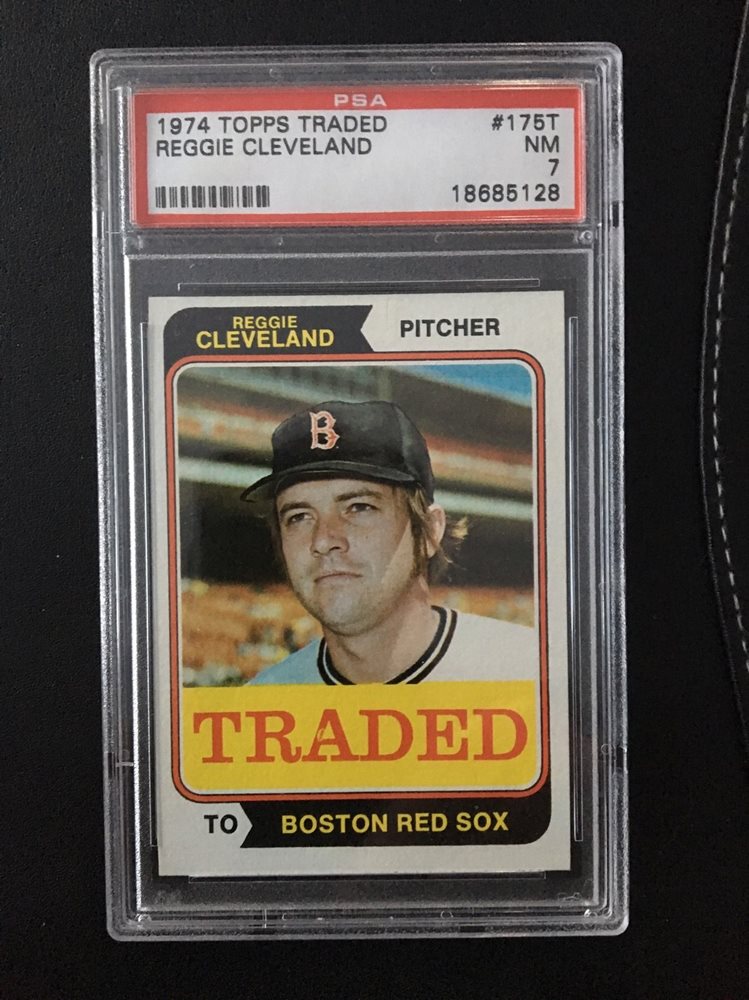 PSA
1974 TOPPS TRADED #175T
REGGIE CLEVELAND NM
7
18685128
REGGIE
CLEVELAND
PITCHER
B
TRADED
TO BOSTON RED SOX